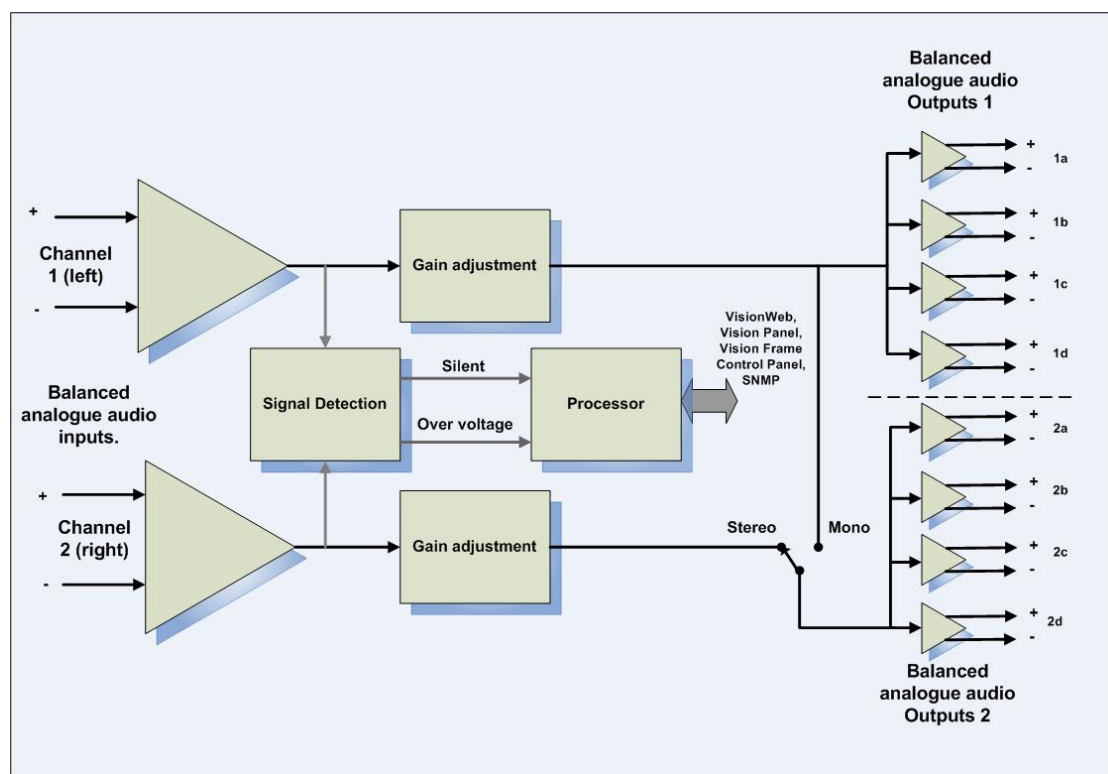 Balanced
analogue audio
Outputs 1
+
1a
-
+
1b
-
+
1c
-
+
1d
-
+
Channel
1 (left)
-
Gain adjustment
VisionWeb,
Vision Panel,
Vision Frame
Control Panel,
SNMP
Balanced
analogue audio
inputs.
Signal Detection
Silent
Over voltage
Processor
+
Channel
2 (right)
-
Gain adjustment
Stereo
Mono
+
2a
-
+
2b
-
+
2c
-
+
2d
-
Balanced
analogue audio
Outputs 2